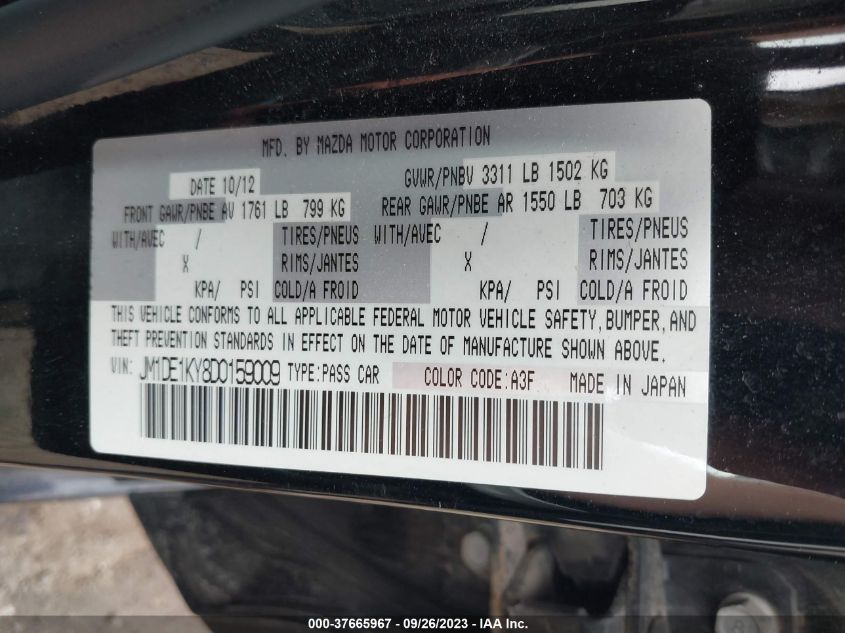 MFD. BY MAZDA MOTOR CORPORATION
DATE 10/12 GVWR/PNBV 3311 LB 1502 KG
FRONT GAWR/PNBE AV 1761 LB 799 KG REAR GAWR/PNBE AR 1550 LB 703 KG
WITH/AVEC / TIRES/PNEUS WITH/AVEC / TIRES/PNEUS
X RIMS/JANTES X RIMS/JANTES
KPA/ PSI COLD/A FROID KPA/ PSI COLD/A FROID
THIS VEHICLE CONFORMS TO ALL APPLICABLE FEDERAL MOTOR VEHICLE SAFETY, BUMPER, AND
THEFT PREVENTION STANDARDS IN EFFECT ON THE DATE OF MANUFACTURE SHOWN ABOVE.
VIN: JM1DE1KY8D0159009 TYPE:PASS CAR COLOR CODE:A3F MADE IN JAPAN
000-37665967 - 09/26/2023 - IAAI.COM